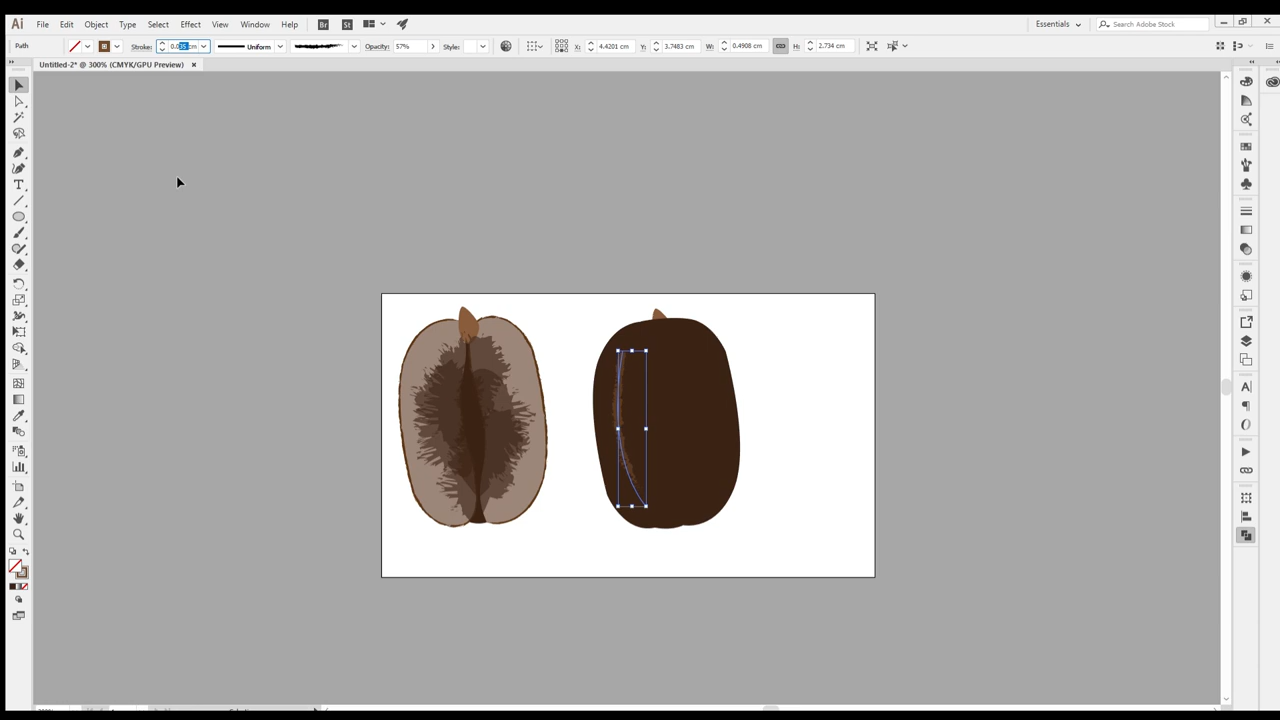 Ai File Edit Object Type Select Effect View Window Help Br St Essentials Search Adobe Stock
Path Stroke: Uniform Opacity: 57% Style: X: 4.4201 cm Y: 3.7483 cm W: 0.4908 cm H: 2.734 cm
Untitled-2* @ 300% (CMYK/GPU Preview) ×